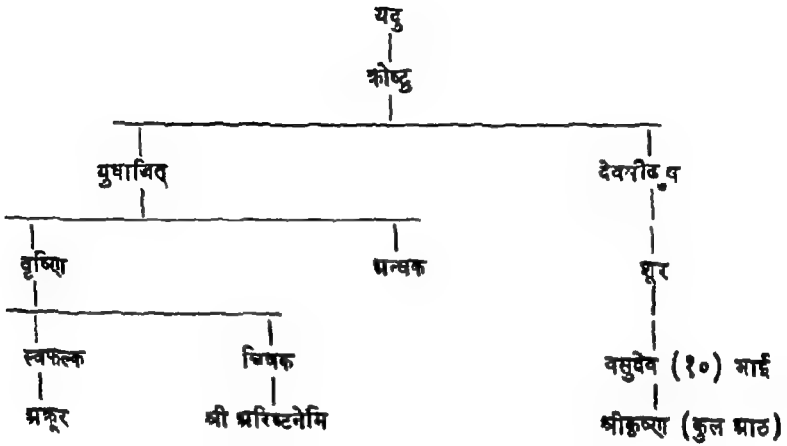 यदु
क्रोष्टु
युधाजित् देवमीढुष
वृष्णि अन्धक शूर
स्वफल्क चित्रक वसुदेव (१०) भाई
अक्रूर श्री अरिष्टनेमि श्रीकृष्ण (कुल आठ)